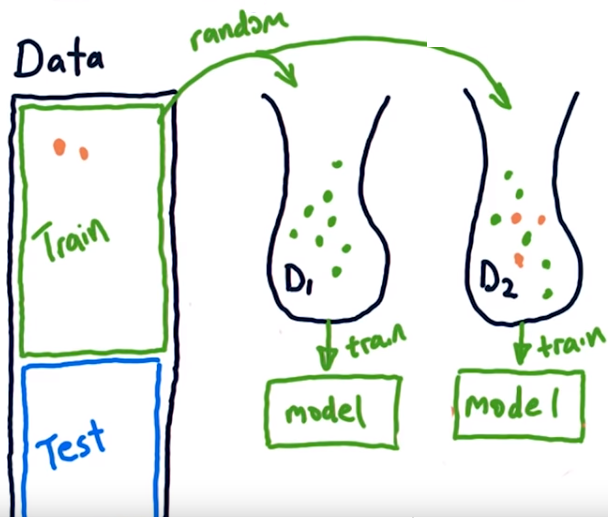 random
Data
Train
D1
D2
train
train
model
model
Test